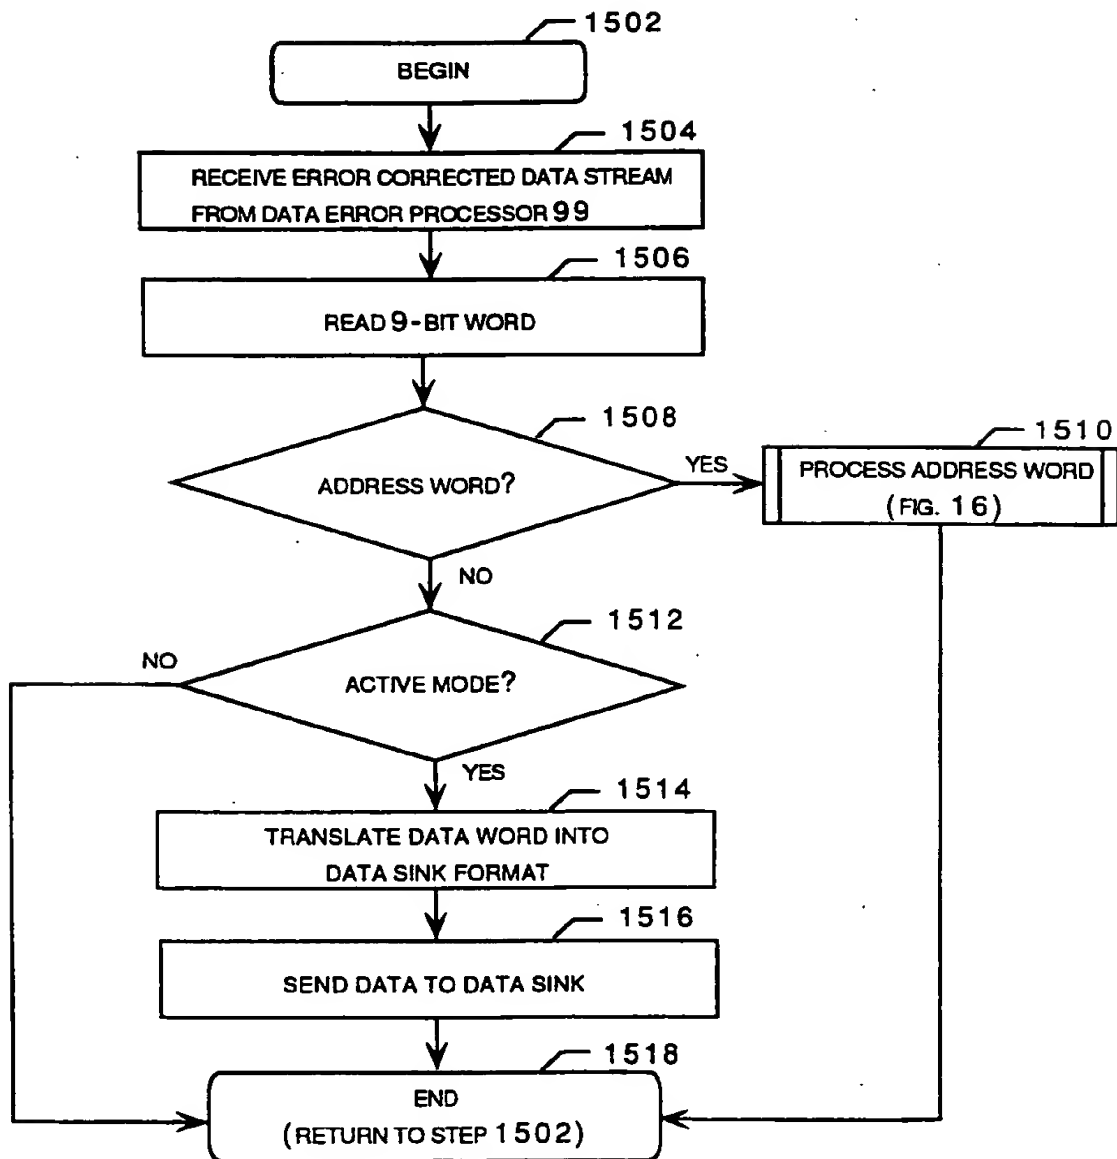 1502
BEGIN
1504
RECEIVE ERROR CORRECTED DATA STREAM
FROM DATA ERROR PROCESSOR 99
1506
READ 9-BIT WORD
1508
ADDRESS WORD?
YES
1510
PROCESS ADDRESS WORD
(FIG. 16)
NO
1512
NO
ACTIVE MODE?
YES
1514
TRANSLATE DATA WORD INTO
DATA SINK FORMAT
1516
SEND DATA TO DATA SINK
1518
END
(RETURN TO STEP 1502)